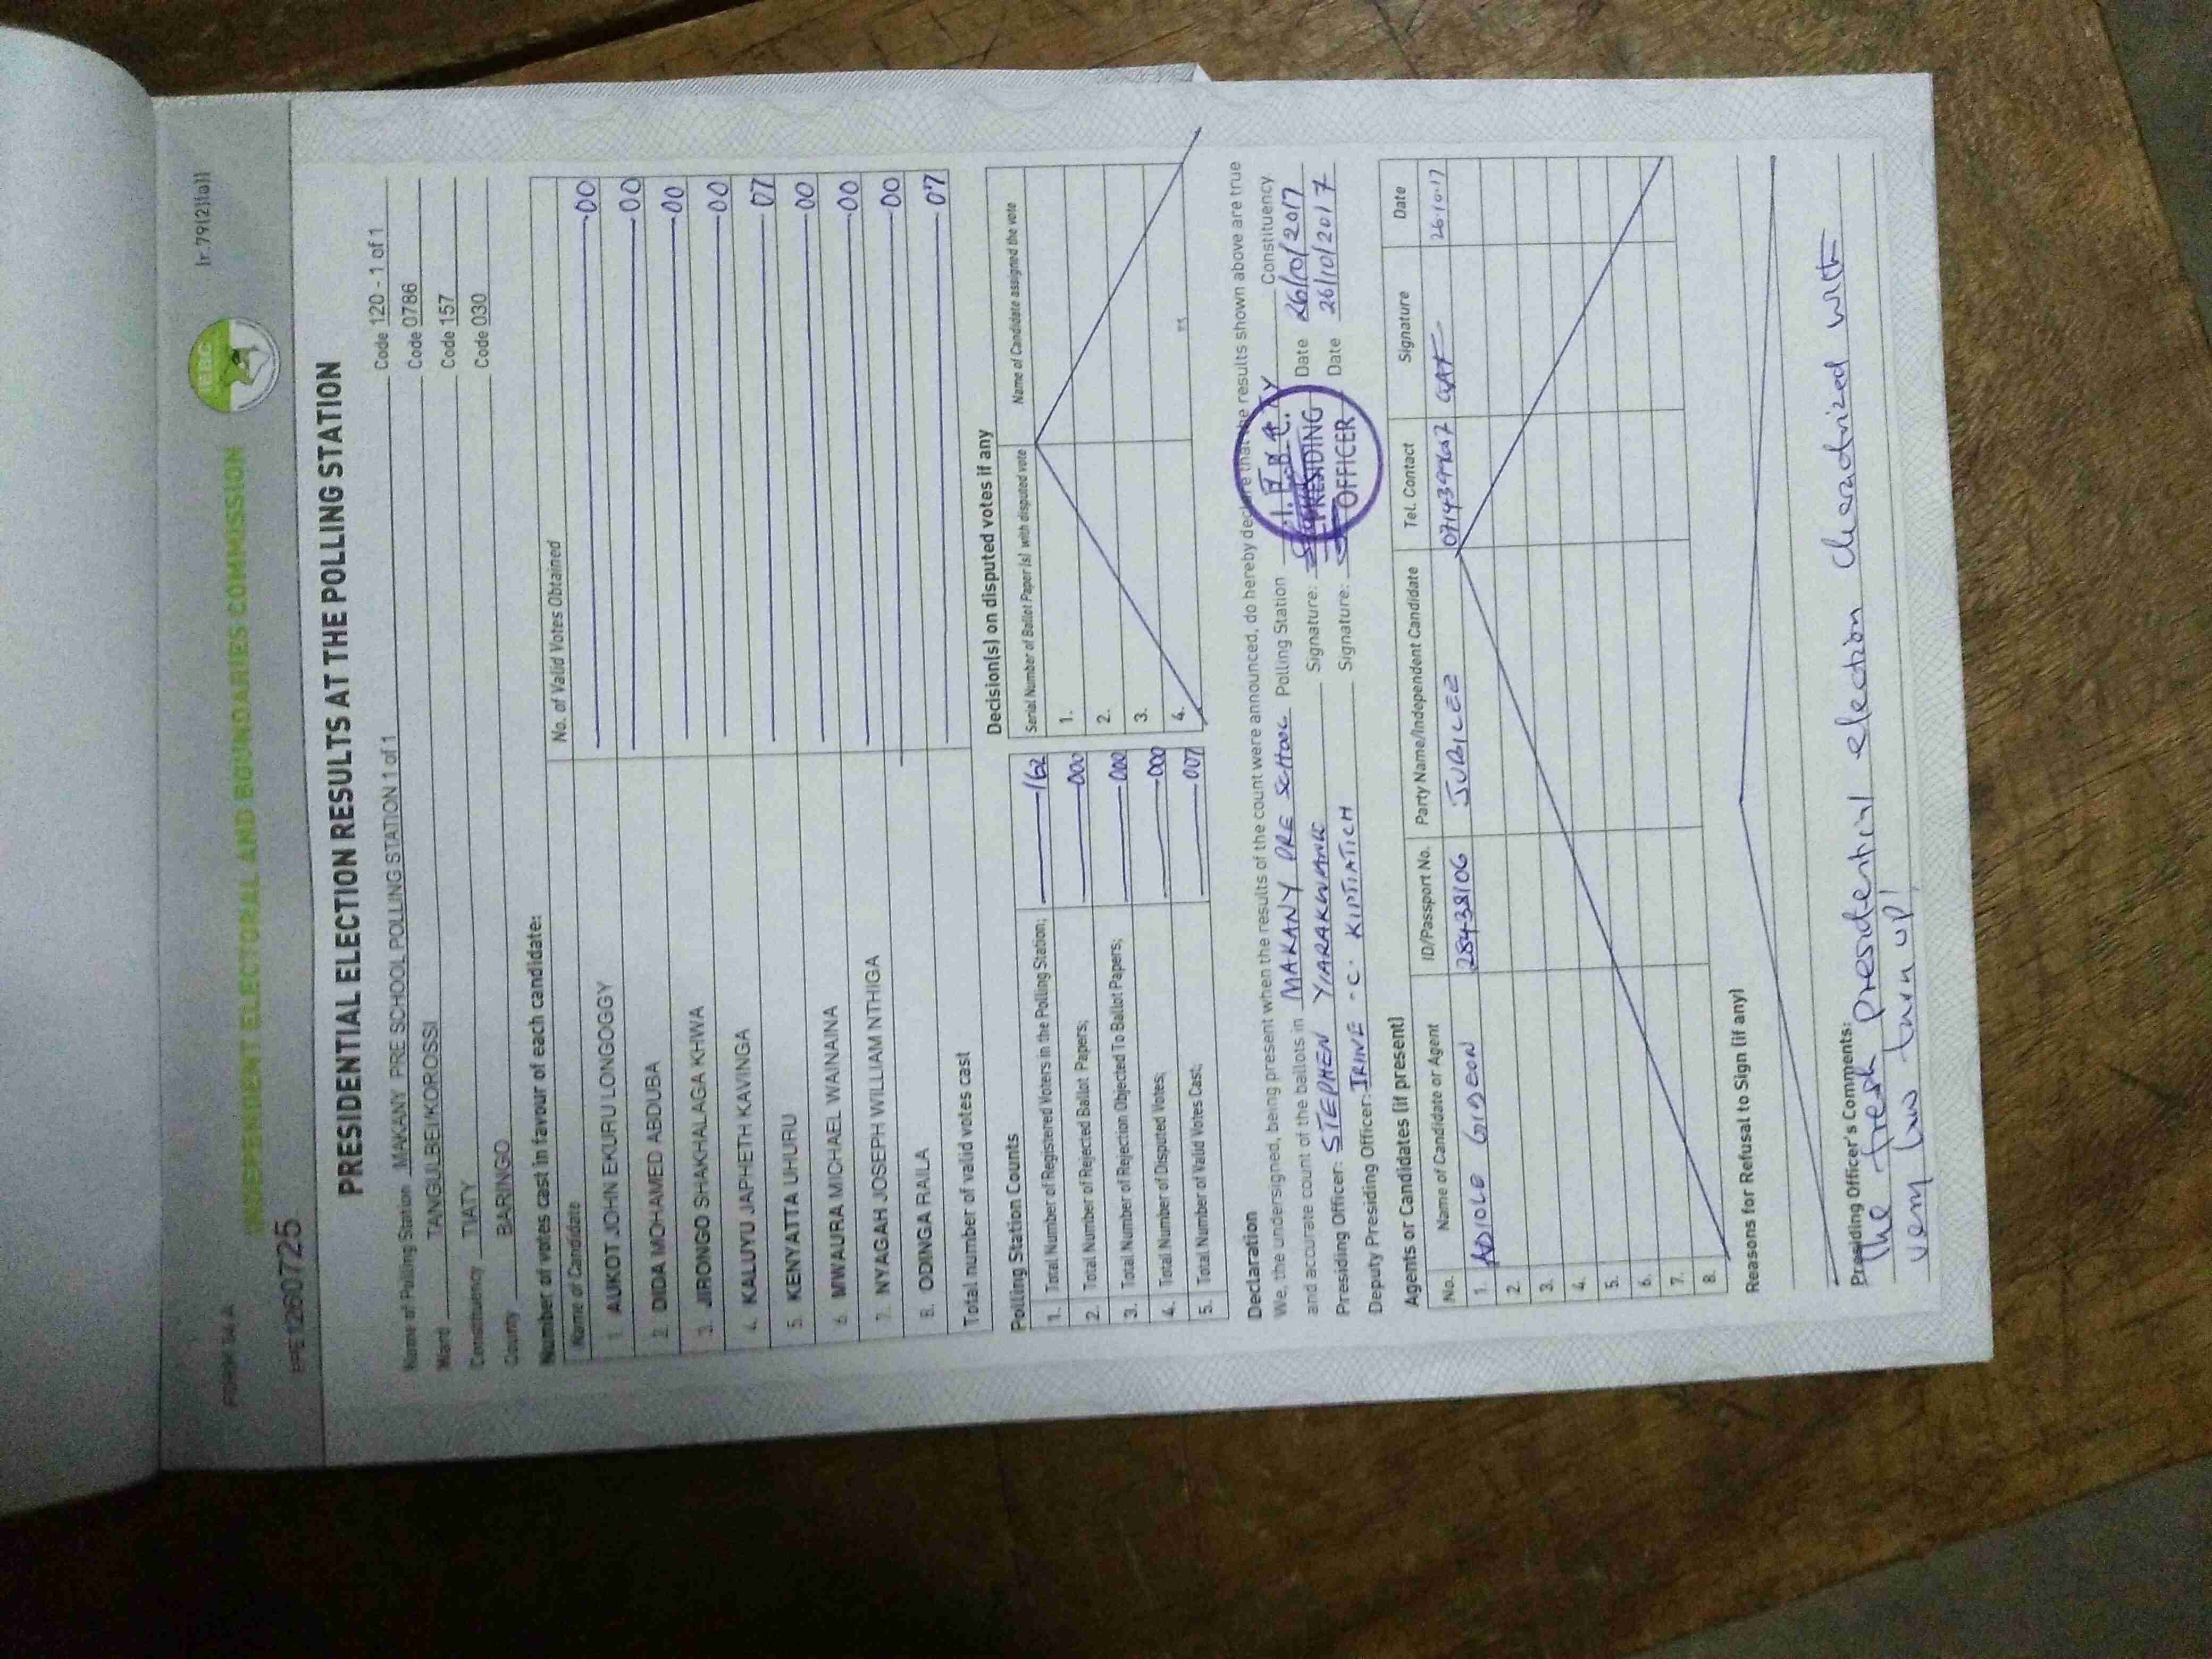 FORM 34 A
[r.79(2)(a)]
INDEPENDENT ELECTORAL AND BOUNDARIES COMMISSION
IEBC
PRE1260725
PRESIDENTIAL ELECTION RESULTS AT THE POLLING STATION
Name of Polling Station MAKANY PRE SCHOOL POLLING STATION 1 of 1 Code 120 - 1 of 1
Ward TANGULBEI/KOROSSI Code 0786
Constituency TIATY Code 157
County BARINGO Code 030
Number of votes cast in favour of each candidate:
Name of Candidate No. of Valid Votes Obtained
1. AUKOT JOHN EKURU LONGOGGY 00
2. DIDA MOHAMED ABDUBA 00
3. JIRONGO SHAKHALAGA KHWA 00
4. KALUYU JAPHETH KAVINGA 00
5. KENYATTA UHURU 07
6. MWAURA MICHAEL WAINAINA 00
7. NYAGAH JOSEPH WILLIAM NTHIGA 00
8. ODINGA RAILA 00
Total number of valid votes cast 07
Polling Station Counts
1. Total Number of Registered Voters in the Polling Station; 162
2. Total Number of Rejected Ballot Papers; 000
3. Total Number of Rejection Objected To Ballot Papers; 000
4. Total Number of Disputed Votes; 000
5. Total Number of Valid Votes Cast; 007
Decision(s) on disputed votes if any
Serial Number of Ballot Paper (s) with disputed vote Name of Candidate assigned the vote
1.
2.
3.
4.
Declaration
We, the undersigned, being present when the results of the count were announced, do hereby declare that the results shown above are true
and accurate count of the ballots in MAKANY PRE SCHOOL Polling Station TIATY Constituency
Presiding Officer: STEPHEN YIARAKWANG Signature: Date 26/10/2017
Deputy Presiding Officer: IRINE -C. KIPTIATICH Signature: Date 26/10/2017
I.E.B.C.
PRESIDING
OFFICER
Agents or Candidates (if present)
No. Name of Candidate or Agent ID/Passport No. Party Name/Independent Candidate Tel. Contact Signature Date
1. ADIOLO GIDEON 28438106 JUBILEE 26.10.17
2.
3.
4.
5.
6.
7.
8.
Reasons for Refusal to Sign (if any)
Presiding Officer's Comments:
The fresh presidential election charactrized with
very low turn up!